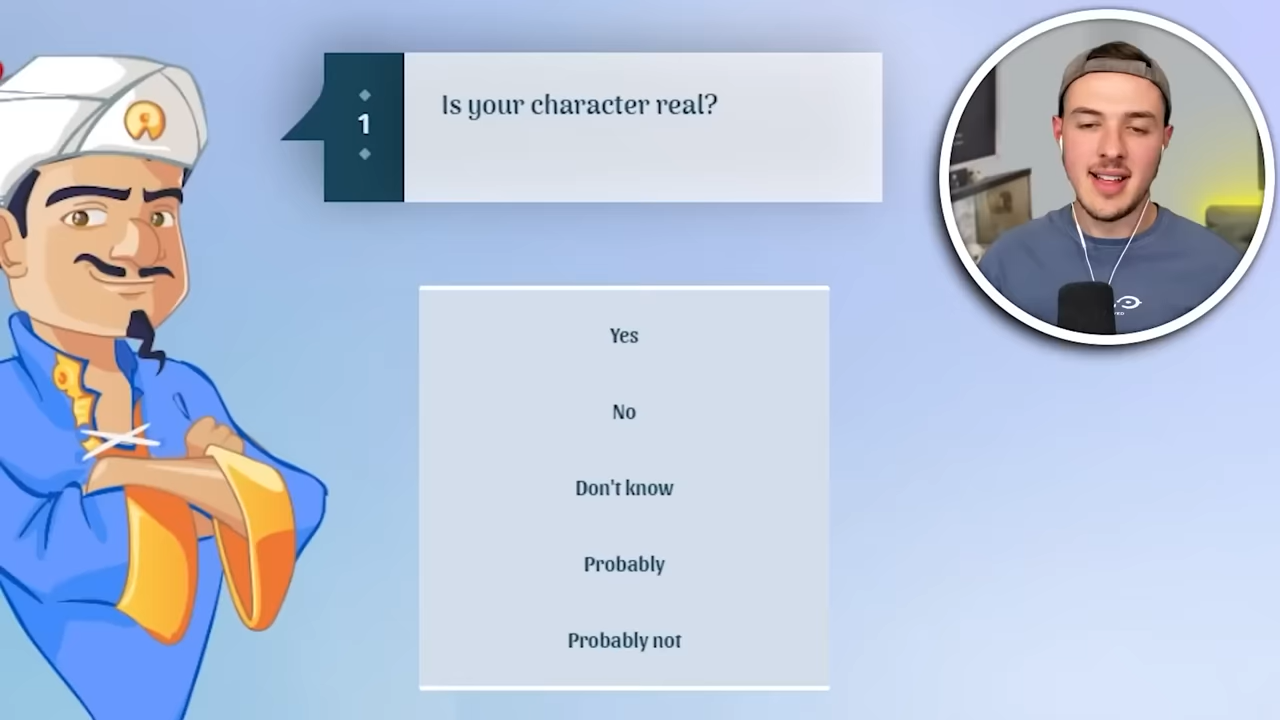 1
Is your character real?
Yes
No
Don't know
Probably
Probably not